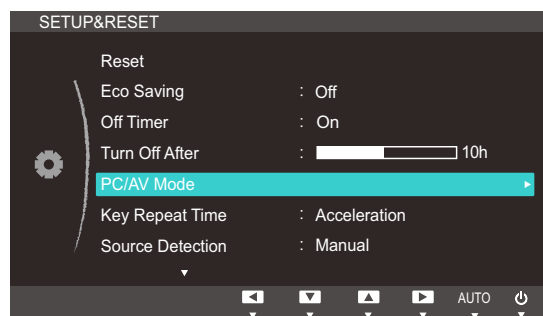 SETUP&RESET
Reset
Eco Saving : Off
Off Timer : On
Turn Off After : 10h
PC/AV Mode
Key Repeat Time : Acceleration
Source Detection : Manual
AUTO